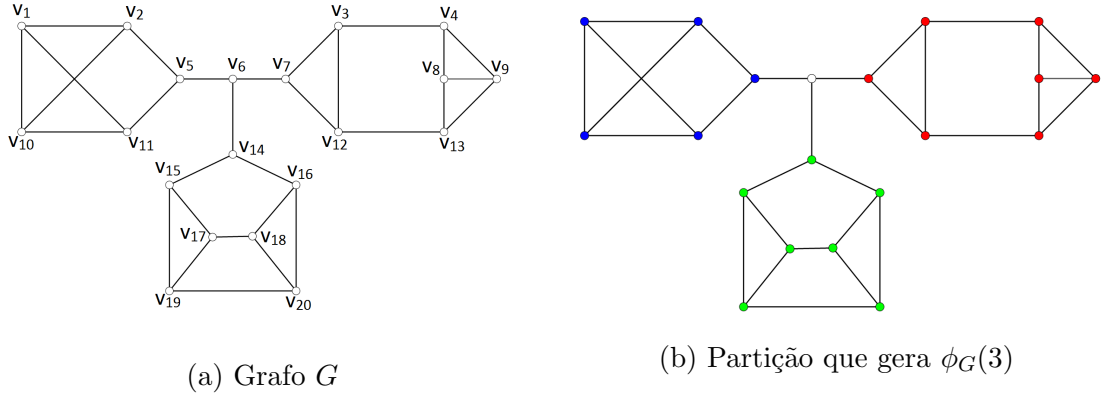 v1 v2 v3 v4
v5 v6 v7 v8 v9
v10 v11 v12 v13
v14
v15 v16
v17 v18
v19 v20
(a) Grafo G
(b) Partição que gera ϕG(3)